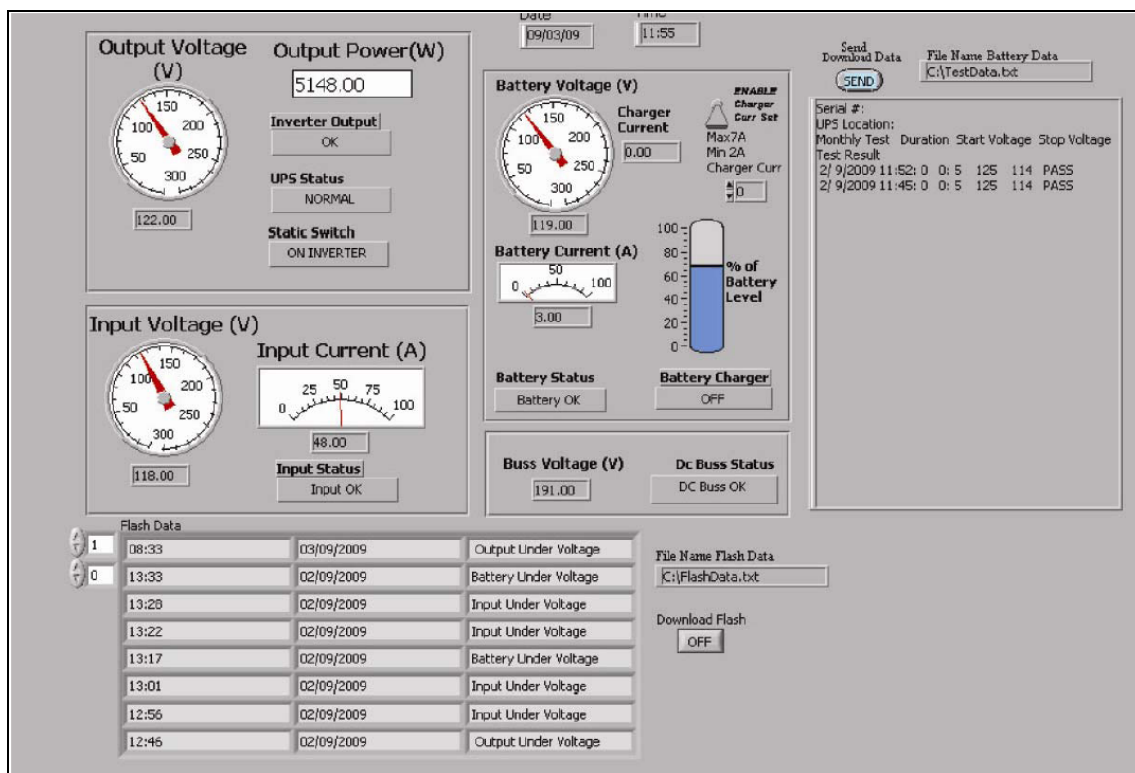 Date
Time
09/03/09
11:55
Output Voltage
(V)
50
100
150
200
250
300
122.00
Output Power(W)
5148.00
Inverter Output
OK
UPS Status
NORMAL
Static Switch
ON INVERTER
Input Voltage (V)
50
100
150
200
250
300
118.00
Input Current (A)
0
25
50
75
100
48.00
Input Status
Input OK
Battery Voltage (V)
50
100
150
200
250
300
119.00
Charger
Current
0.00
ENABLE
Charger
Curr Set
Max7A
Min 2A
Charger Curr
0
Battery Current (A)
0
50
100
3.00
100
80
60
40
20
0
% of
Battery
Level
Battery Status
Battery OK
Battery Charger
OFF
Buss Voltage (V)
191.00
Dc Buss Status
DC Buss OK
Send
Download Data
SEND
File Name Battery Data
C:\TestData.txt
Serial #:
UPS Location:
Monthly Test Duration Start Voltage Stop Voltage
Test Result
2/ 9/2009 11:52: 0 0: 5 125 114 PASS
2/ 9/2009 11:45: 0 0: 5 125 114 PASS
Flash Data
1
0
08:33 03/09/2009 Output Under Voltage
13:33 02/09/2009 Battery Under Voltage
13:28 02/09/2009 Input Under Voltage
13:22 02/09/2009 Input Under Voltage
13:17 02/09/2009 Battery Under Voltage
13:01 02/09/2009 Input Under Voltage
12:56 02/09/2009 Input Under Voltage
12:46 02/09/2009 Output Under Voltage
File Name Flash Data
C:\FlashData.txt
Download Flash
OFF